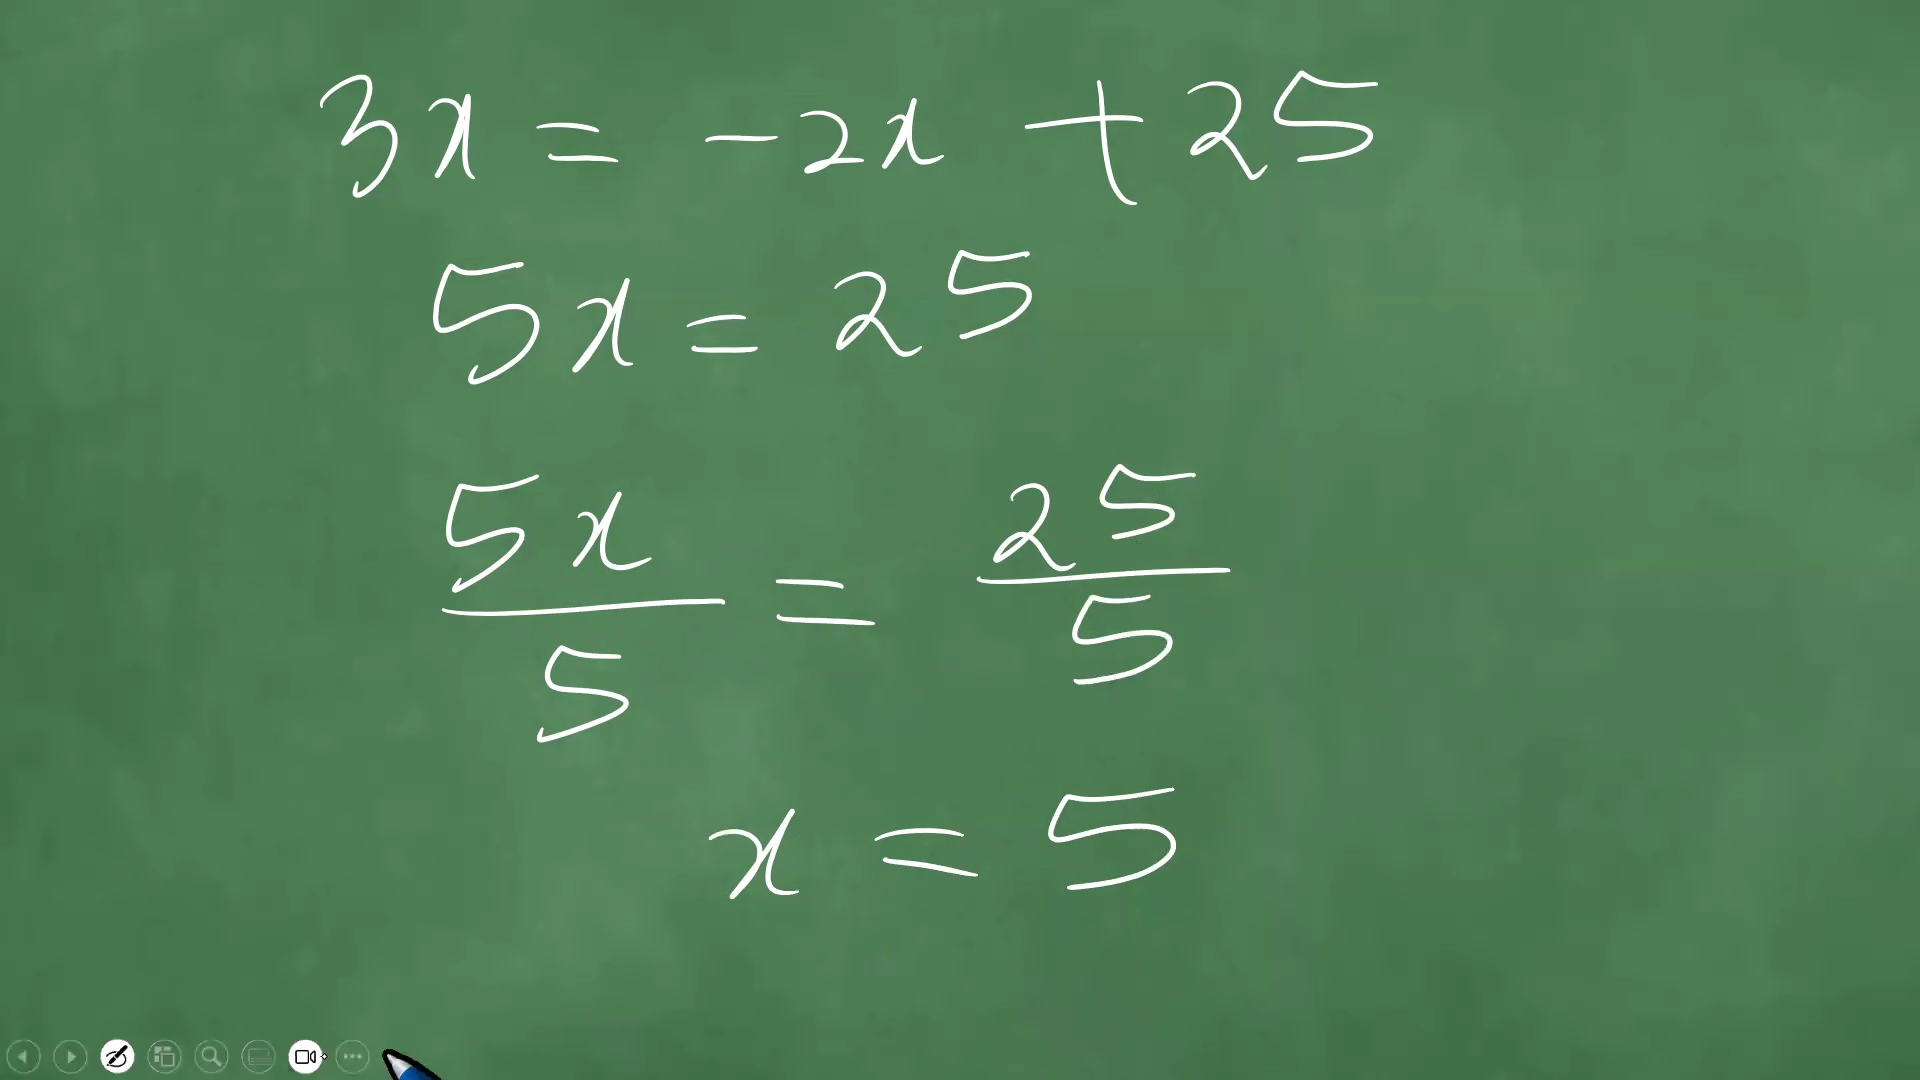 3x = -2x + 25
5x = 25
5x/5 = 25/5
x = 5